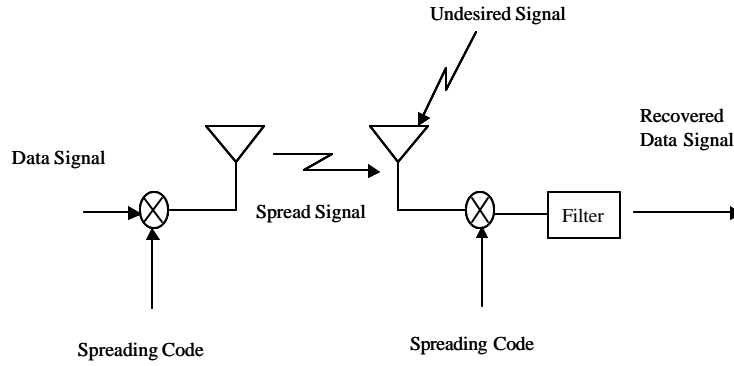 Undesired Signal
Recovered
Data Signal
Data Signal
Spread Signal
Filter
Spreading Code
Spreading Code